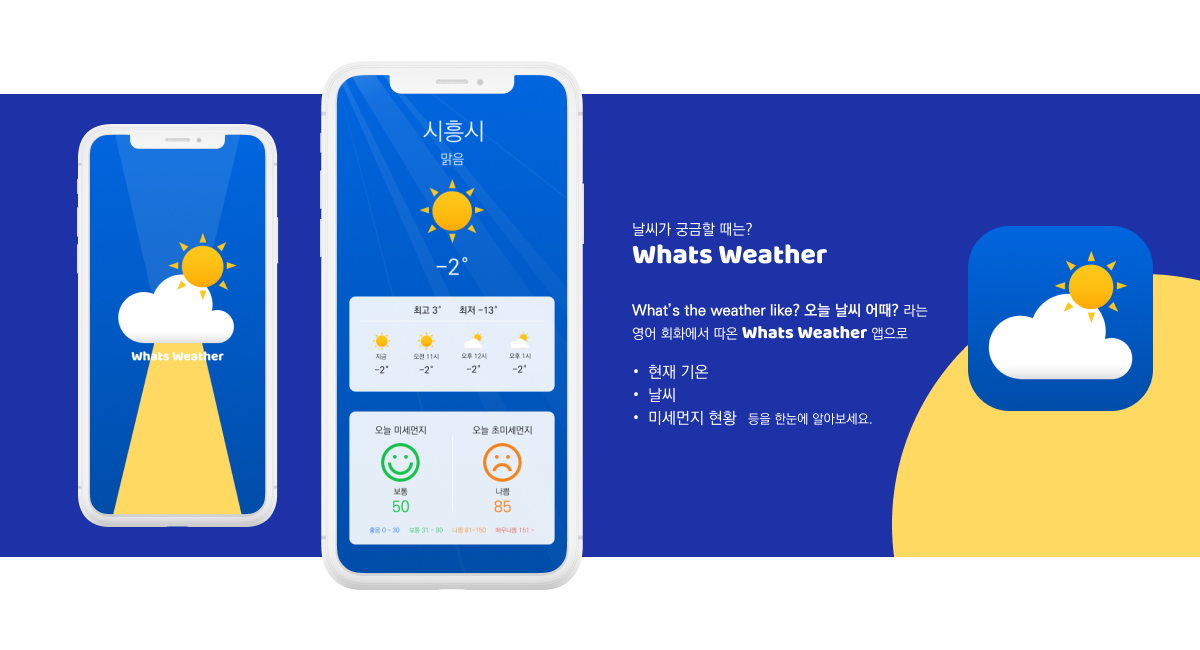 Whats Weather
시흥시
맑음
-2°
최고 3° 최저 -13°
지금 오전 11시 오후 12시 오후 1시
-2° -2° -2° -2°
오늘 미세먼지 오늘 초미세먼지
보통 나쁨
50 85
좋음 0 - 30 보통 31 - 80 나쁨 81-150 매우나쁨 151 -
날씨가 궁금할 때는?
Whats Weather
What's the weather like? 오늘 날씨 어때? 라는
영어 회화에서 따온 Whats Weather 앱으로
• 현재 기온
• 날씨
• 미세먼지 현황 등을 한눈에 알아보세요.